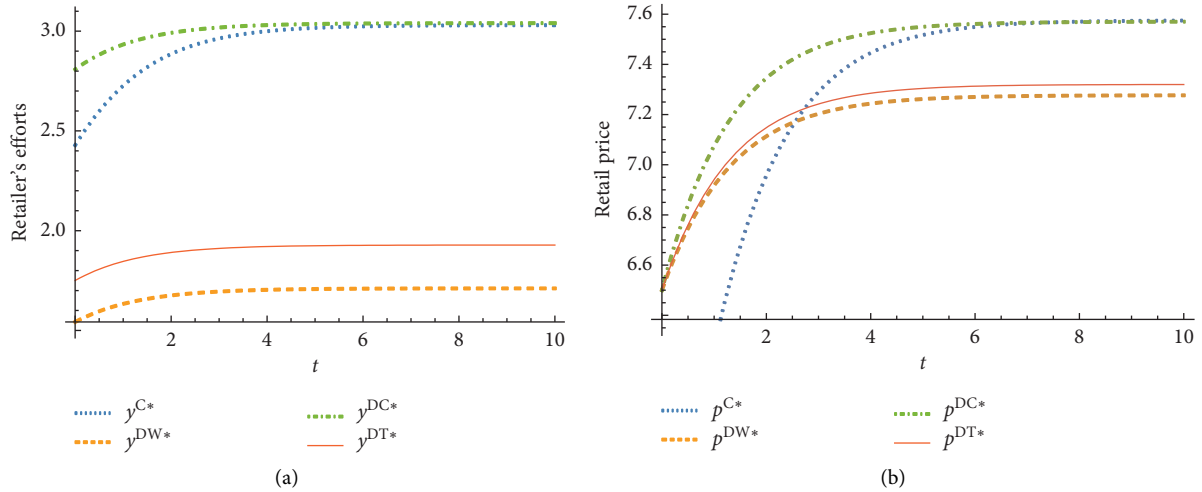 Retailer's efforts
3.0
2.5
2.0
2 4 6 8 10
t
y^C* y^DC*
y^DW* y^DT*
(a)
Retail price
7.6
7.4
7.2
7.0
6.8
6.6
2 4 6 8 10
t
p^C* p^DC*
p^DW* p^DT*
(b)